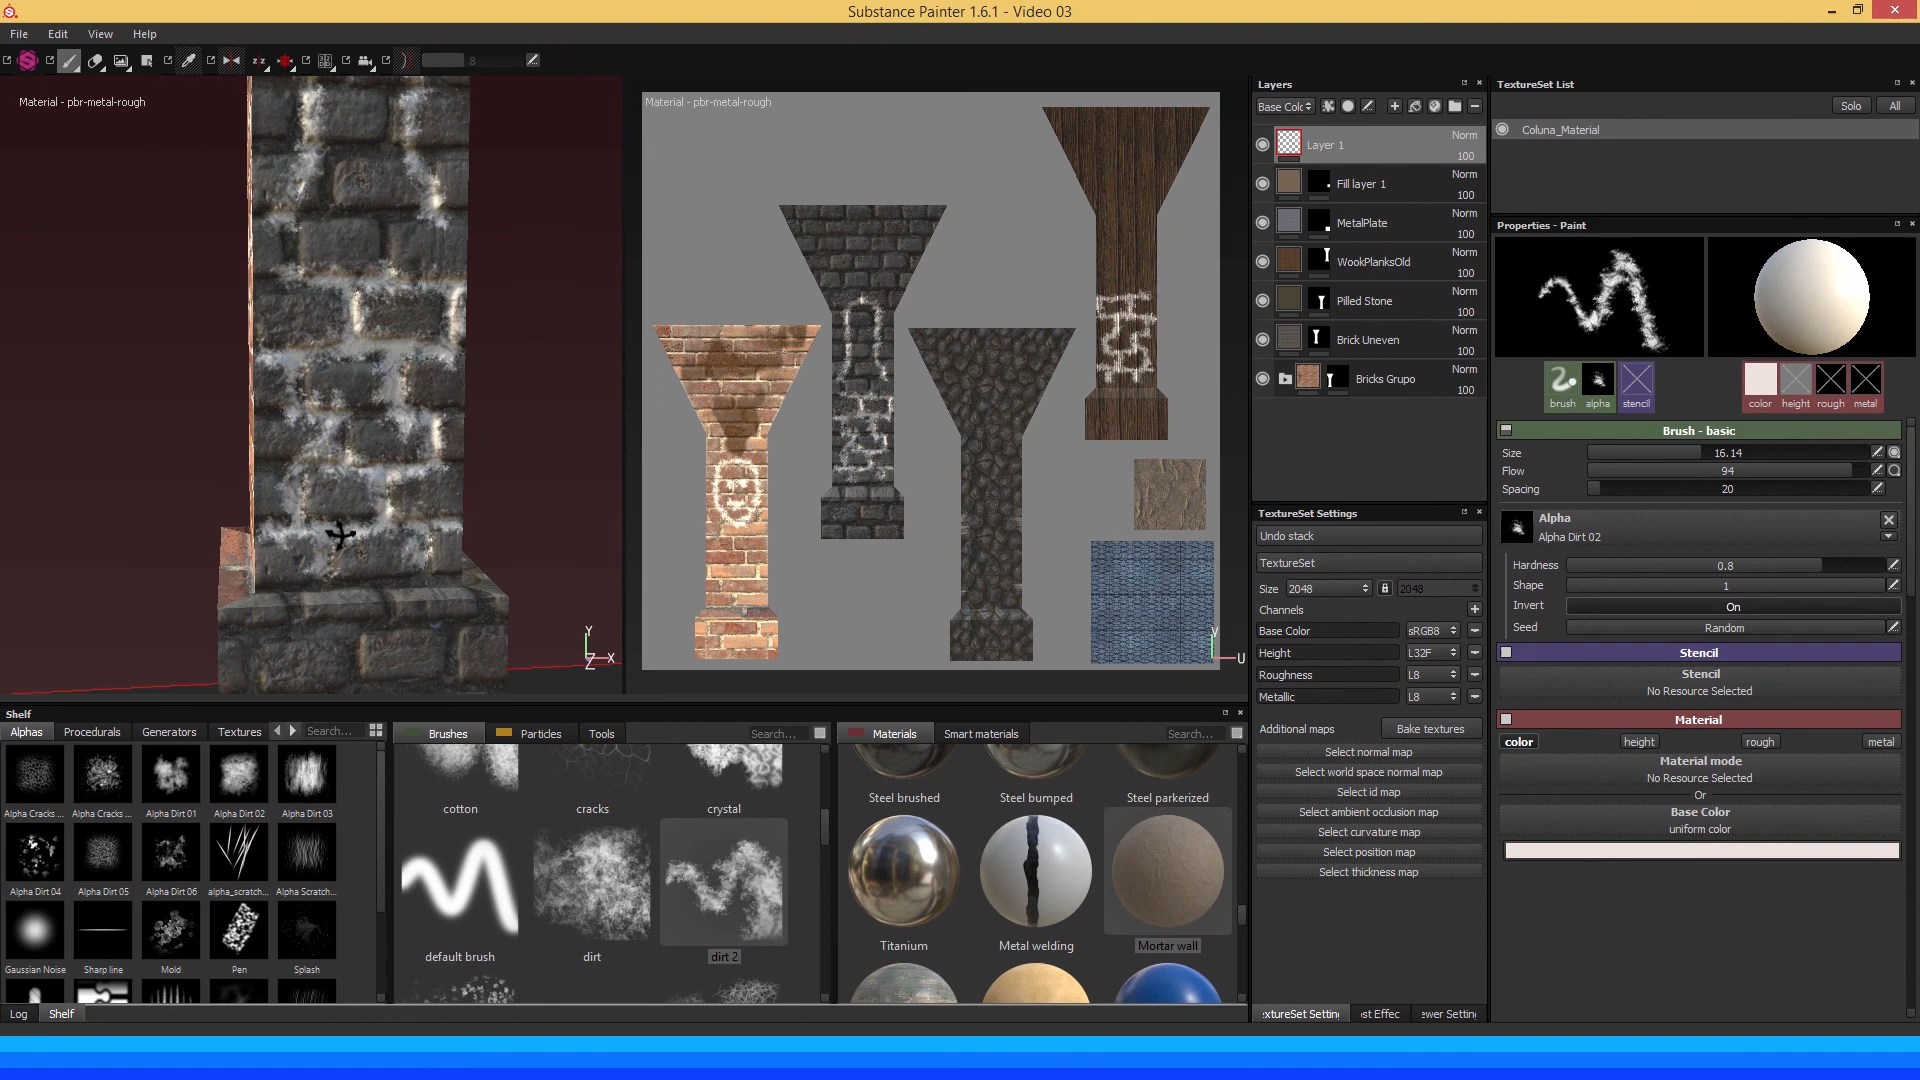 Substance Painter 1.6.1 - Video 03
File Edit View Help
8
Material - pbr-metal-rough
Y
Z X
Material - pbr-metal-rough
V
U
Layers
Base Colc
Layer 1 Norm 100
Fill layer 1 Norm 100
MetalPlate Norm 100
WookPlanksOld Norm 100
Pilled Stone Norm 100
Brick Uneven Norm 100
Bricks Grupo Norm 100
TextureSet Settings
Undo stack
TextureSet
Size 2048 2048
Channels
Base Color sRGB8
Height L32F
Roughness L8
Metallic L8
Additional maps Bake textures
Select normal map
Select world space normal map
Select id map
Select ambient occlusion map
Select curvature map
Select position map
Select thickness map
extureSet Setting ost Effec ewer Setting
TextureSet List
Solo All
Coluna_Material
Properties - Paint
brush alpha stencil color height rough metal
Brush - basic
Size 16.14
Flow 94
Spacing 20
Alpha
Alpha Dirt 02
Hardness 0.8
Shape 1
Invert On
Seed Random
Stencil
Stencil
No Resource Selected
Material
color height rough metal
Material mode
No Resource Selected
Or
Base Color
uniform color
Shelf
Alphas Procedurals Generators Textures Search...
Alpha Cracks ... Alpha Cracks ... Alpha Dirt 01 Alpha Dirt 02 Alpha Dirt 03
Alpha Dirt 04 Alpha Dirt 05 Alpha Dirt 06 alpha_scratch... Alpha Scratch...
Gaussian Noise Sharp line Mold Pen Splash
Brushes Particles Tools Search...
cotton cracks crystal
default brush dirt dirt 2
Materials Smart materials Search...
Steel brushed Steel bumped Steel parkerized
Titanium Metal welding Mortar wall
Log Shelf